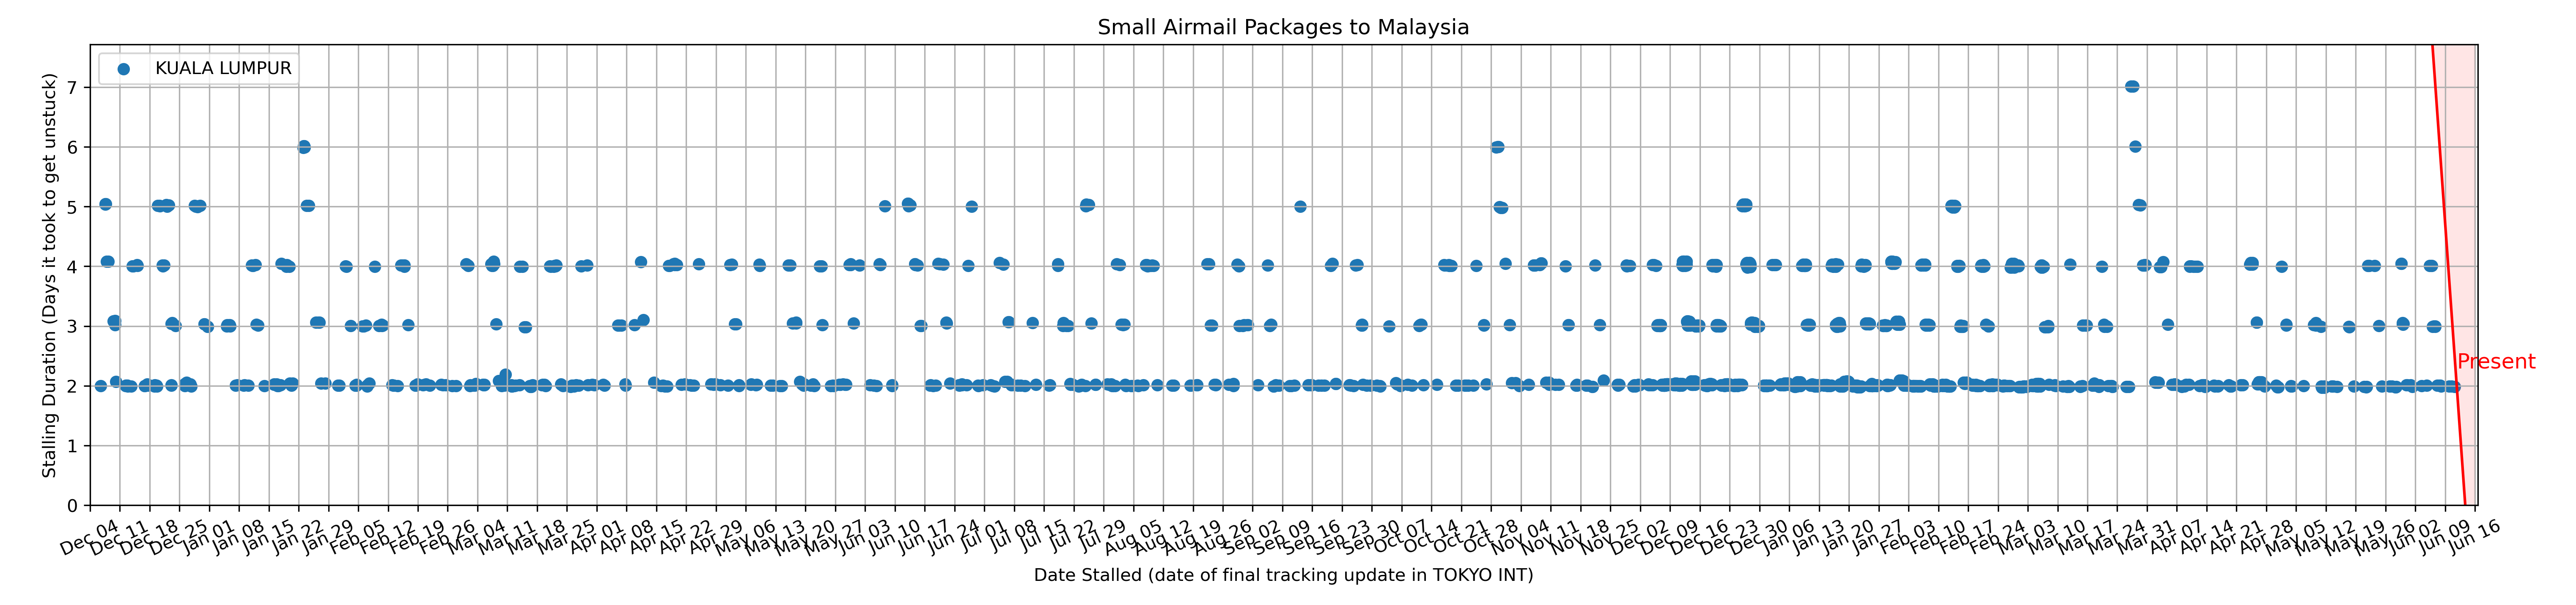 Small Airmail Packages to Malaysia
KUALA LUMPUR
Stalling Duration (Days it took to get unstuck)
7
6
5
4
3
2
1
0
Present
Dec 04
Dec 11
Dec 18
Dec 25
Jan 01
Jan 08
Jan 15
Jan 22
Jan 29
Feb 05
Feb 12
Feb 19
Feb 26
Mar 04
Mar 11
Mar 18
Mar 25
Apr 01
Apr 08
Apr 15
Apr 22
Apr 29
May 06
May 13
May 20
May 27
Jun 03
Jun 10
Jun 17
Jun 24
Jul 01
Jul 08
Jul 15
Jul 22
Jul 29
Aug 05
Aug 12
Aug 19
Aug 26
Sep 02
Sep 09
Sep 16
Sep 23
Sep 30
Oct 07
Oct 14
Oct 21
Oct 28
Nov 04
Nov 11
Nov 18
Nov 25
Dec 02
Dec 09
Dec 16
Dec 23
Dec 30
Jan 06
Jan 13
Jan 20
Jan 27
Feb 03
Feb 10
Feb 17
Feb 24
Mar 03
Mar 10
Mar 17
Mar 24
Mar 31
Apr 07
Apr 14
Apr 21
Apr 28
May 05
May 12
May 19
May 26
Jun 02
Jun 09
Jun 16
Date Stalled (date of final tracking update in TOKYO INT)